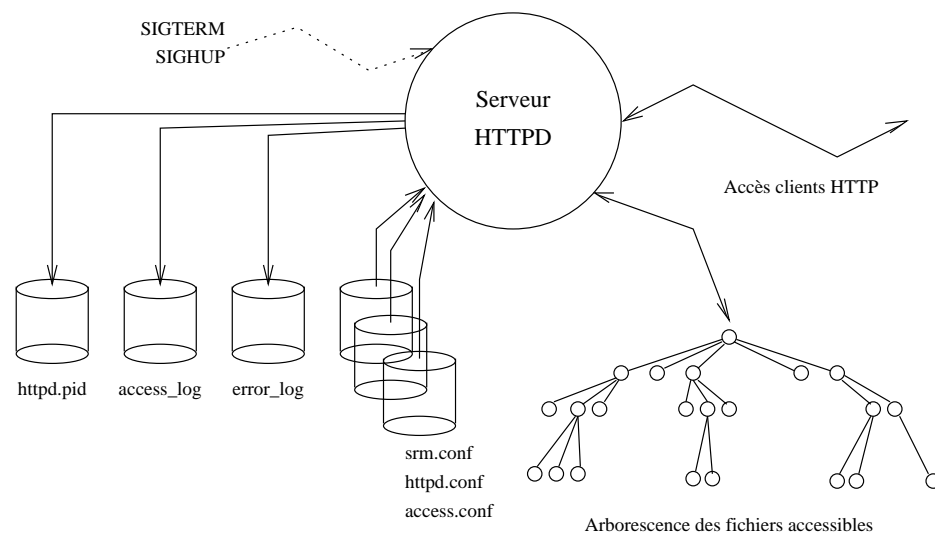 SIGTERM
SIGHUP
Serveur
HTTPD
Accès clients HTTP
httpd.pid
access_log
error_log
srm.conf
httpd.conf
access.conf
Arborescence des fichiers accessibles